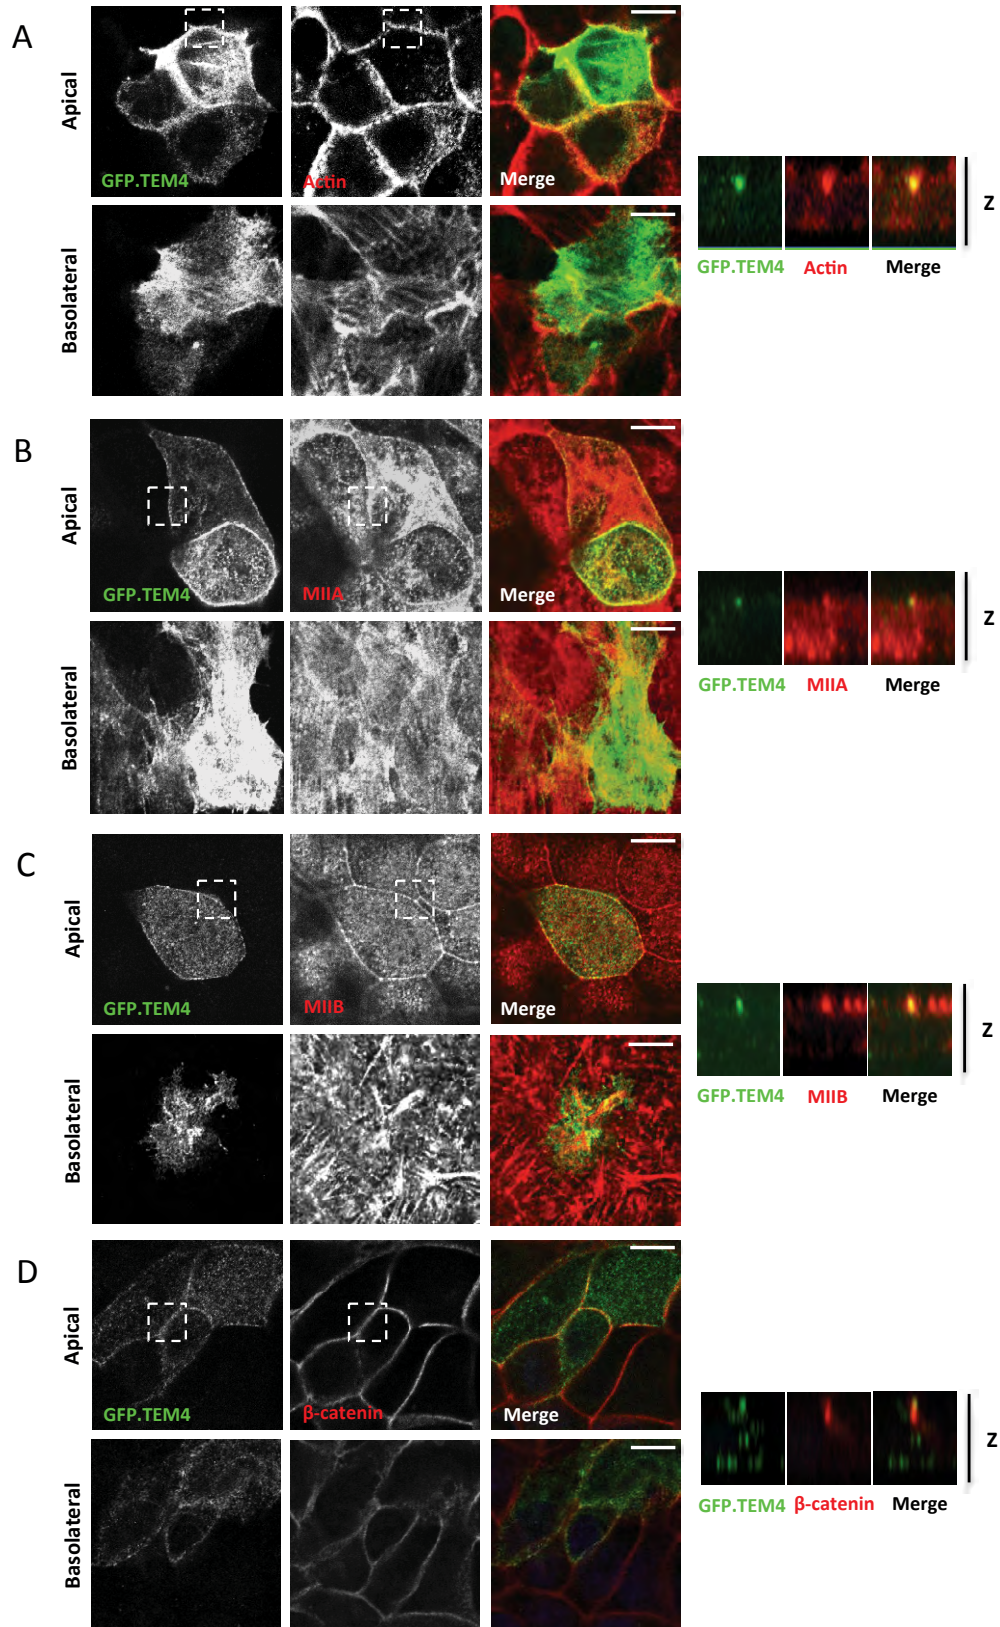 A
Apical
GFP.TEM4
Actin
Merge
Basolateral
GFP.TEM4
Actin
Merge
Z
B
Apical
GFP.TEM4
MIIA
Merge
Basolateral
GFP.TEM4
MIIA
Merge
Z
C
Apical
GFP.TEM4
MIIB
Merge
Basolateral
GFP.TEM4
MIIB
Merge
Z
D
Apical
GFP.TEM4
β-catenin
Merge
Basolateral
GFP.TEM4
β-catenin
Merge
Z